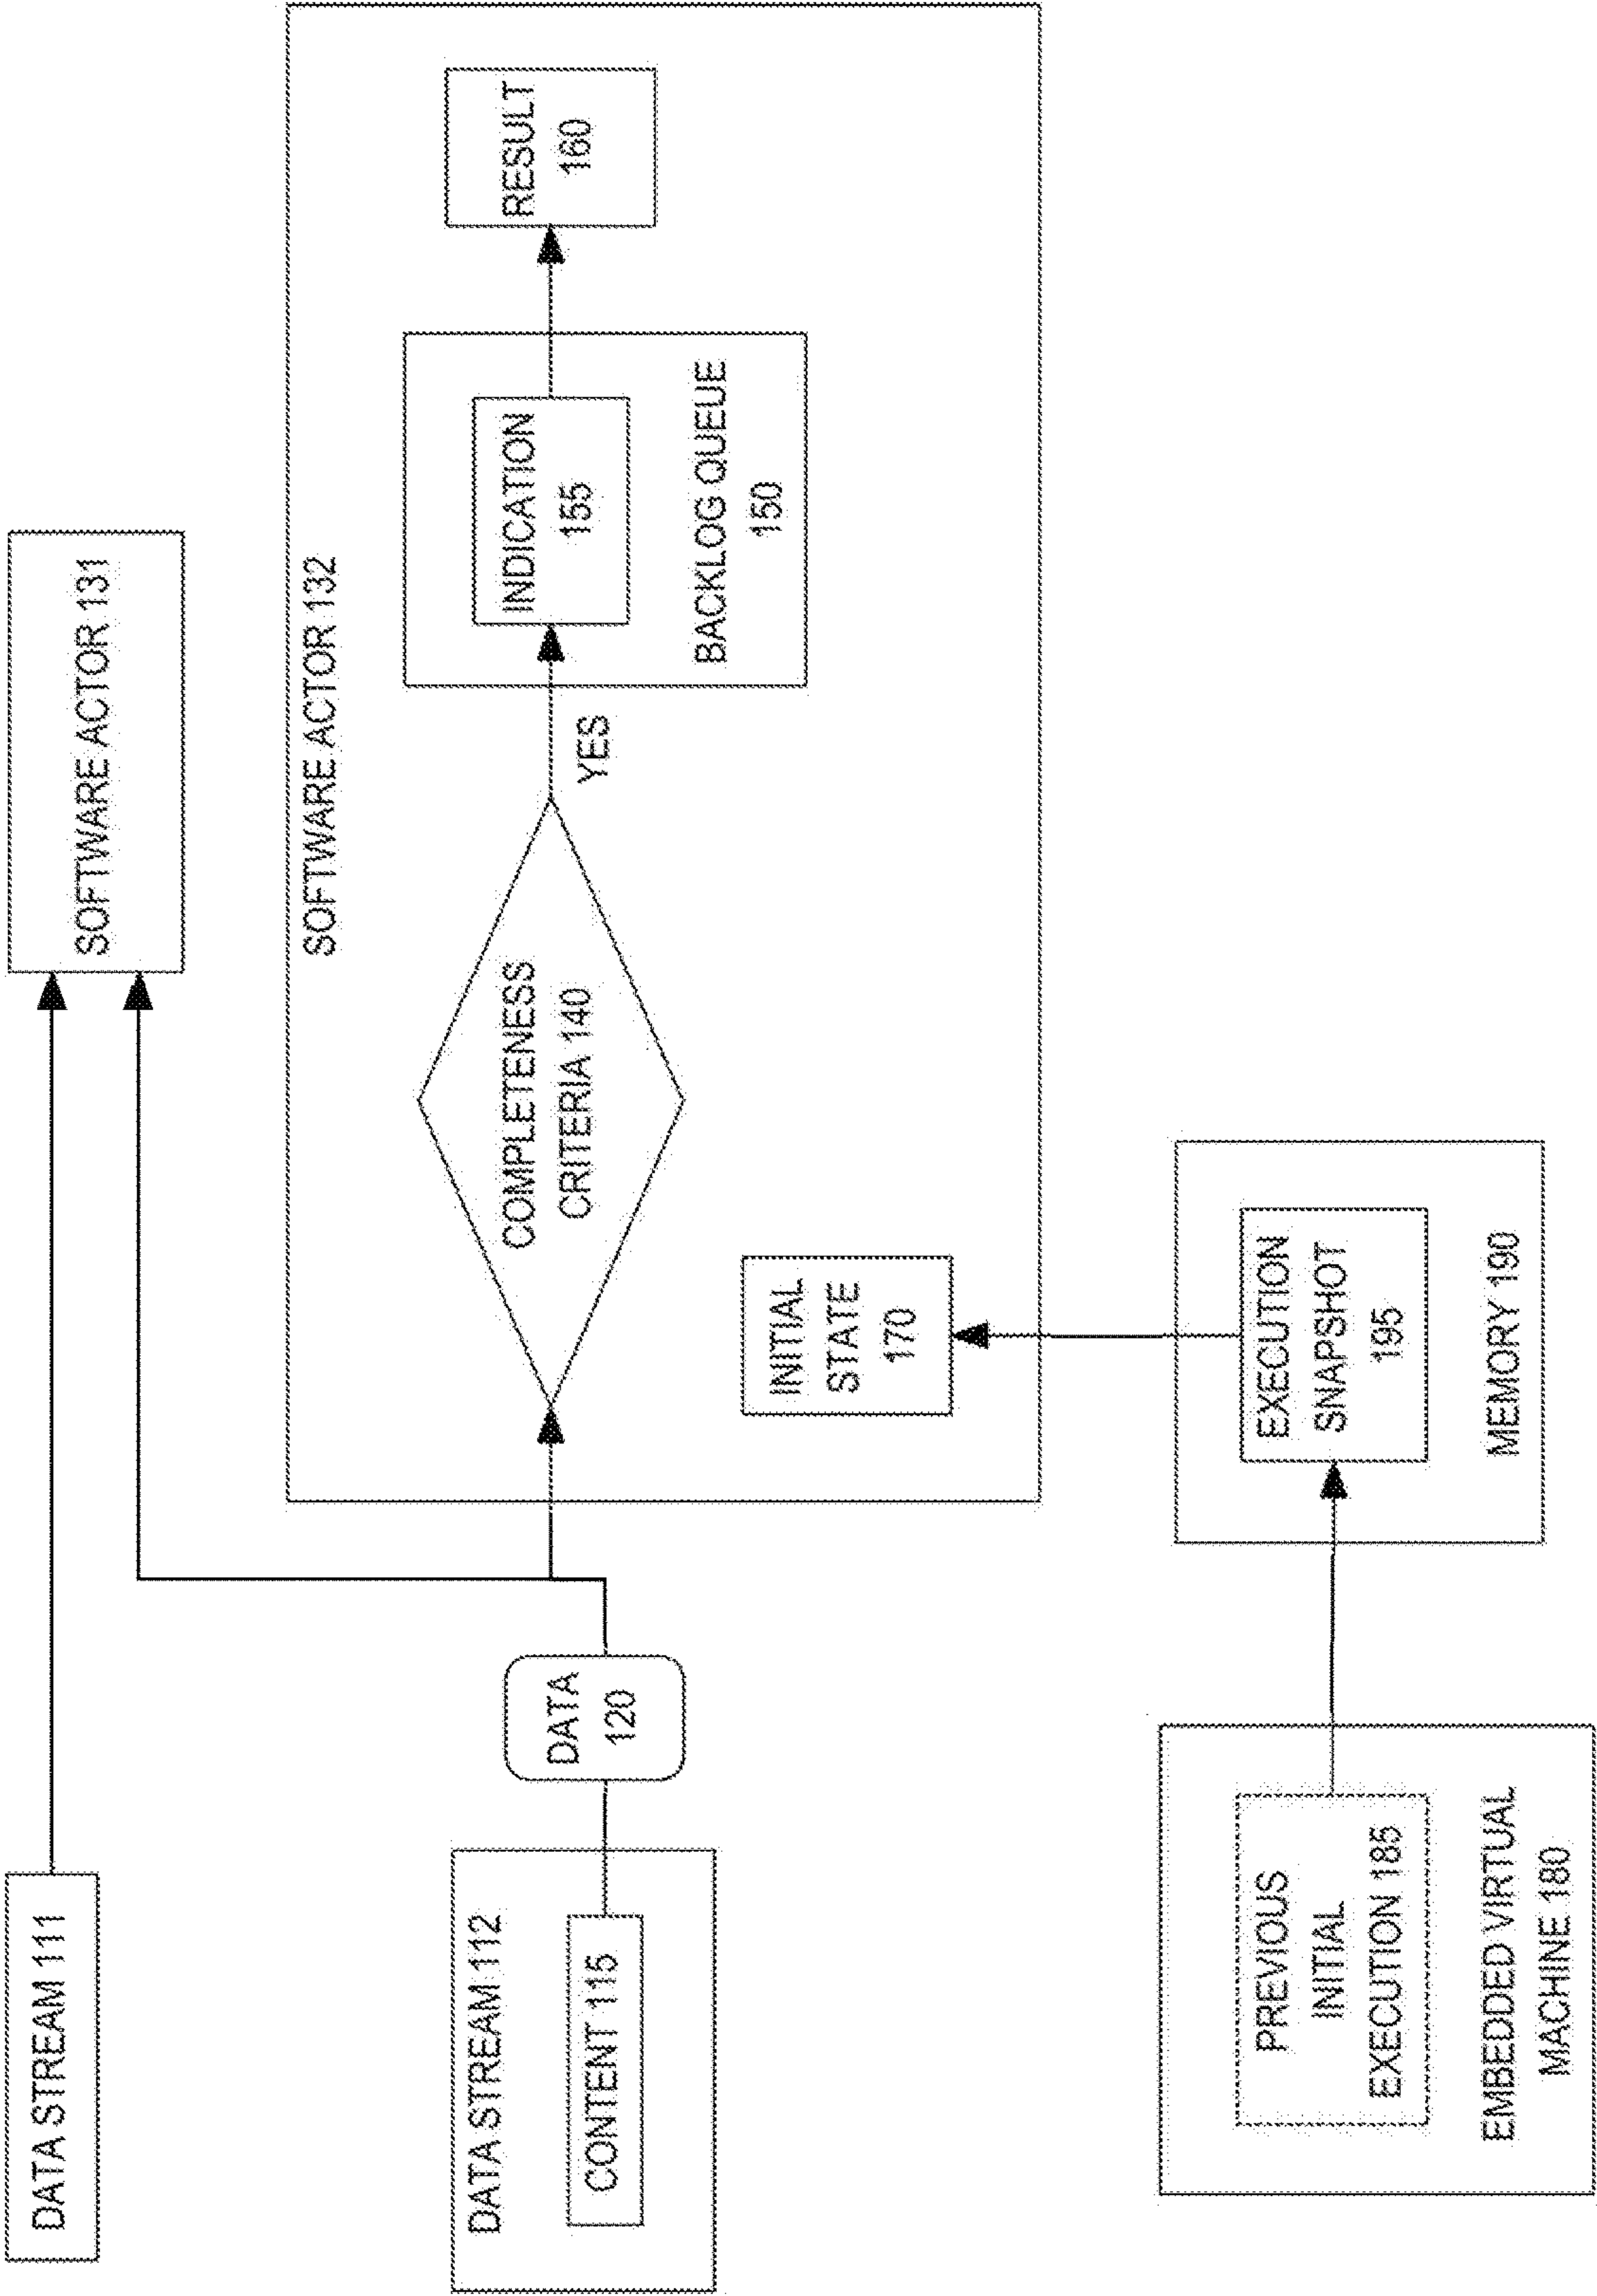 DATA STREAM 111
SOFTWARE ACTOR 131
SOFTWARE ACTOR 132
DATA STREAM 112
CONTENT 115
DATA
120
COMPLETENESS
CRITERIA 140
YES
INDICATION
155
BACKLOG QUEUE
150
RESULT
160
INITIAL
STATE
170
PREVIOUS
INITIAL
EXECUTION 185
EMBEDDED VIRTUAL
MACHINE 180
EXECUTION
SNAPSHOT
195
MEMORY 190